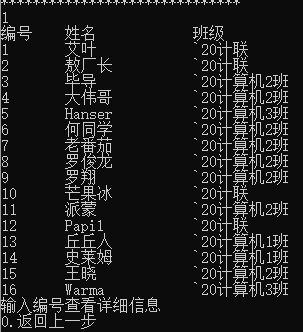 ******************************
1
编号 姓名 班级
1 艾叶 `20计联
2 敖厂长 `20计联
3 毕导 `20计算机2班
4 大伟哥 `20计算机2班
5 Hanser `20计算机3班
6 何同学 `20计算机2班
7 老番茄 `20计算机2班
8 罗俊龙 `20计算机2班
9 罗翔 `20计算机2班
10 芒果冰 `20计联
11 派蒙 `20计算机2班
12 Papi1 `20计联
13 丘丘人 `20计算机1班
14 史莱姆 `20计算机1班
15 王晓 `20计算机2班
16 Warma `20计算机3班
输入编号查看详细信息
0.返回上一步